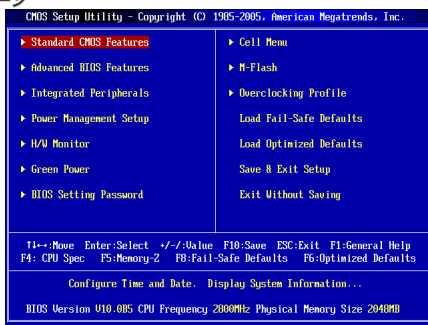 CMOS Setup Utility - Copyright (C) 1985-2005, American Megatrends, Inc.
▶ Standard CMOS Features
▶ Advanced BIOS Features
▶ Integrated Peripherals
▶ Power Management Setup
▶ H/W Monitor
▶ Green Power
▶ BIOS Setting Password
▶ Cell Menu
▶ M-Flash
▶ Overclocking Profile
Load Fail-Safe Defaults
Load Optimized Defaults
Save & Exit Setup
Exit Without Saving
↑↓←→:Move Enter:Select +/-/:Value F10:Save ESC:Exit F1:General Help
F4: CPU Spec F5:Memory-Z F8:Fail-Safe Defaults F6:Optimized Defaults
Configure Time and Date. Display System Information...
BIOS Version V10.0B5 CPU Frequency 2800MHz Physical Memory Size 2048MB